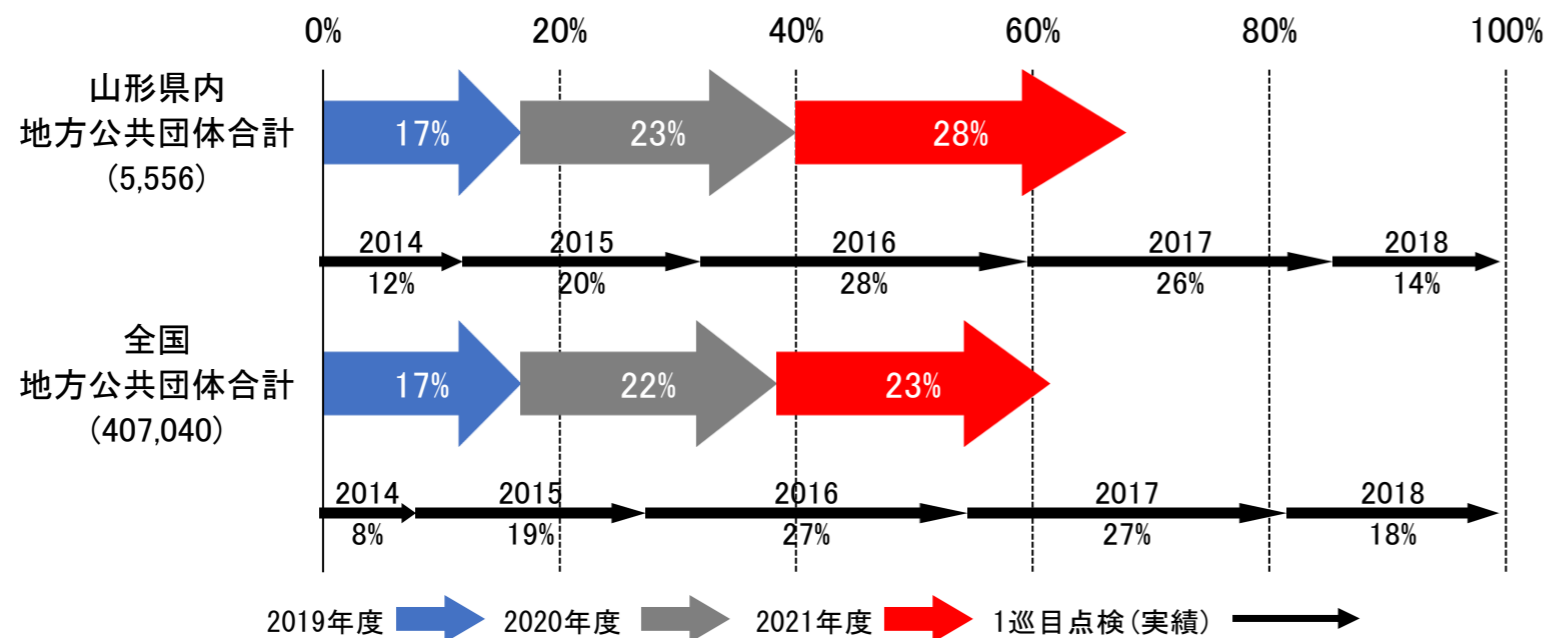 0% 20% 40% 60% 80% 100%
山形県内
地方公共団体合計
(5,556)
17% 23% 28%
2014 2015 2016 2017 2018
12% 20% 28% 26% 14%
全国
地方公共団体合計
(407,040)
17% 22% 23%
2014 2015 2016 2017 2018
8% 19% 27% 27% 18%
2019年度 2020年度 2021年度 1巡目点検(実績)